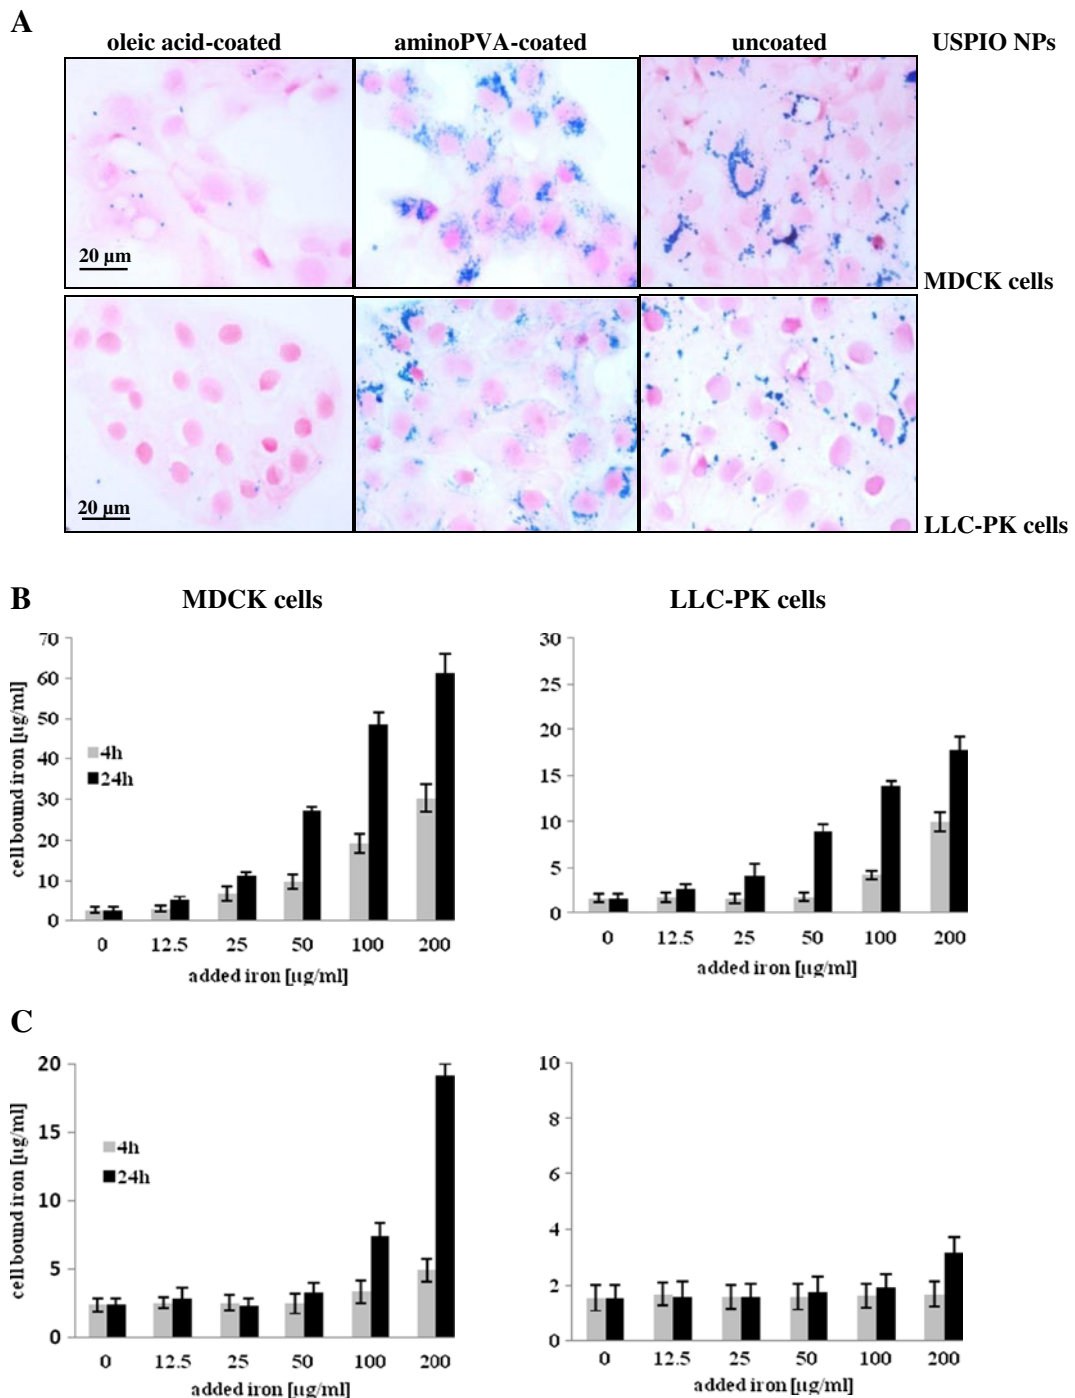 A
oleic acid-coated aminoPVA-coated uncoated USPIO NPs
20 µm
MDCK cells
20 µm
LLC-PK cells
B
MDCK cells LLC-PK cells
cell bound iron [µg/ml]
70
60
50
40
30
20
10
0
4h
24h
0 12.5 25 50 100 200
added iron [µg/ml]
30
25
20
15
10
5
0
0 12.5 25 50 100 200
added iron [µg/ml]
C
cell bound iron [µg/ml]
20
15
10
5
0
4h
24h
0 12.5 25 50 100 200
added iron [µg/ml]
10
8
6
4
2
0
0 12.5 25 50 100 200
added iron [µg/ml]